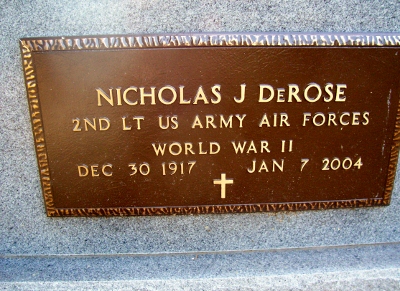 NICHOLAS J DeROSE
2ND LT US ARMY AIR FORCES
WORLD WAR II
DEC 30 1917 JAN 7 2004